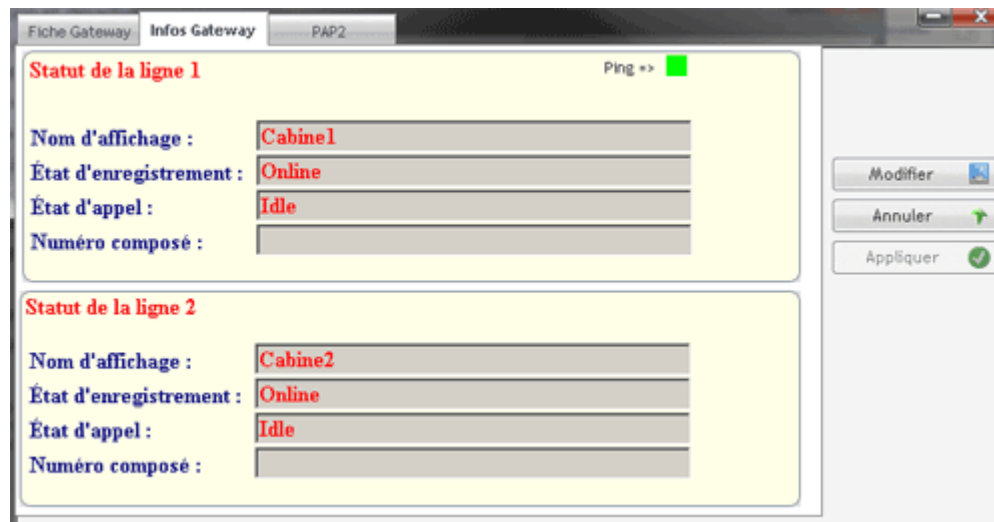 Fiche Gateway Infos Gateway PAP2
Statut de la ligne 1 Ping =>
Nom d'affichage : Cabine1
État d'enregistrement : Online
État d'appel : Idle
Numéro composé :
Modifier
Annuler
Appliquer
Statut de la ligne 2
Nom d'affichage : Cabine2
État d'enregistrement : Online
État d'appel : Idle
Numéro composé :